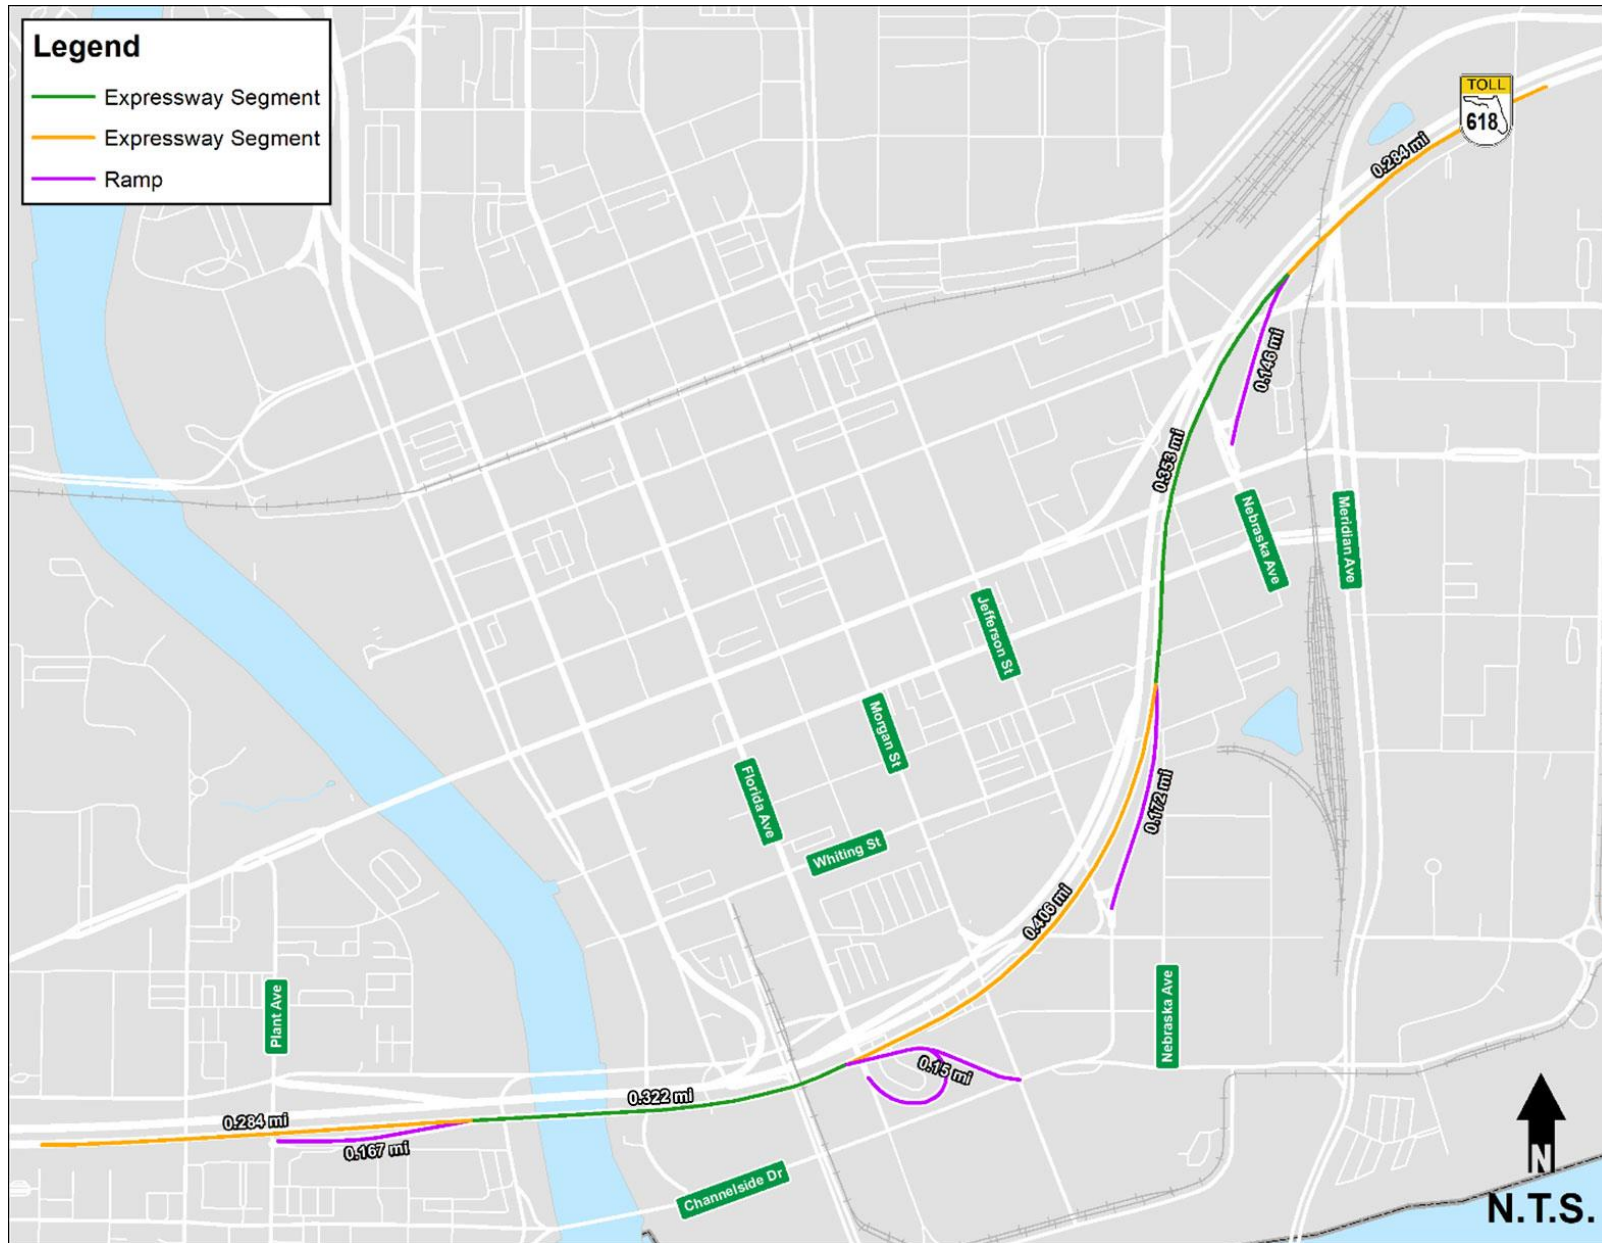 Legend
Expressway Segment
Expressway Segment
Ramp
TOLL
618
0.284 mi
0.146 mi
0.353 mi
Nebraska Ave
Meridian Ave
Jefferson St
Morgan St
Florida Ave
0.172 mi
Whiting St
0.406 mi
Plant Ave
Nebraska Ave
0.15 mi
0.322 mi
0.284 mi
0.167 mi
Channelside Dr
N
N.T.S.